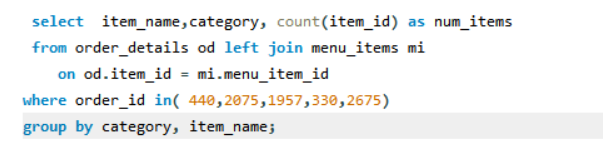 select  item_name,category, count(item_id) as num_items
from order_details od left join menu_items mi
on od.item_id = mi.menu_item_id
where order_id in( 440,2075,1957,330,2675)
group by category, item_name;